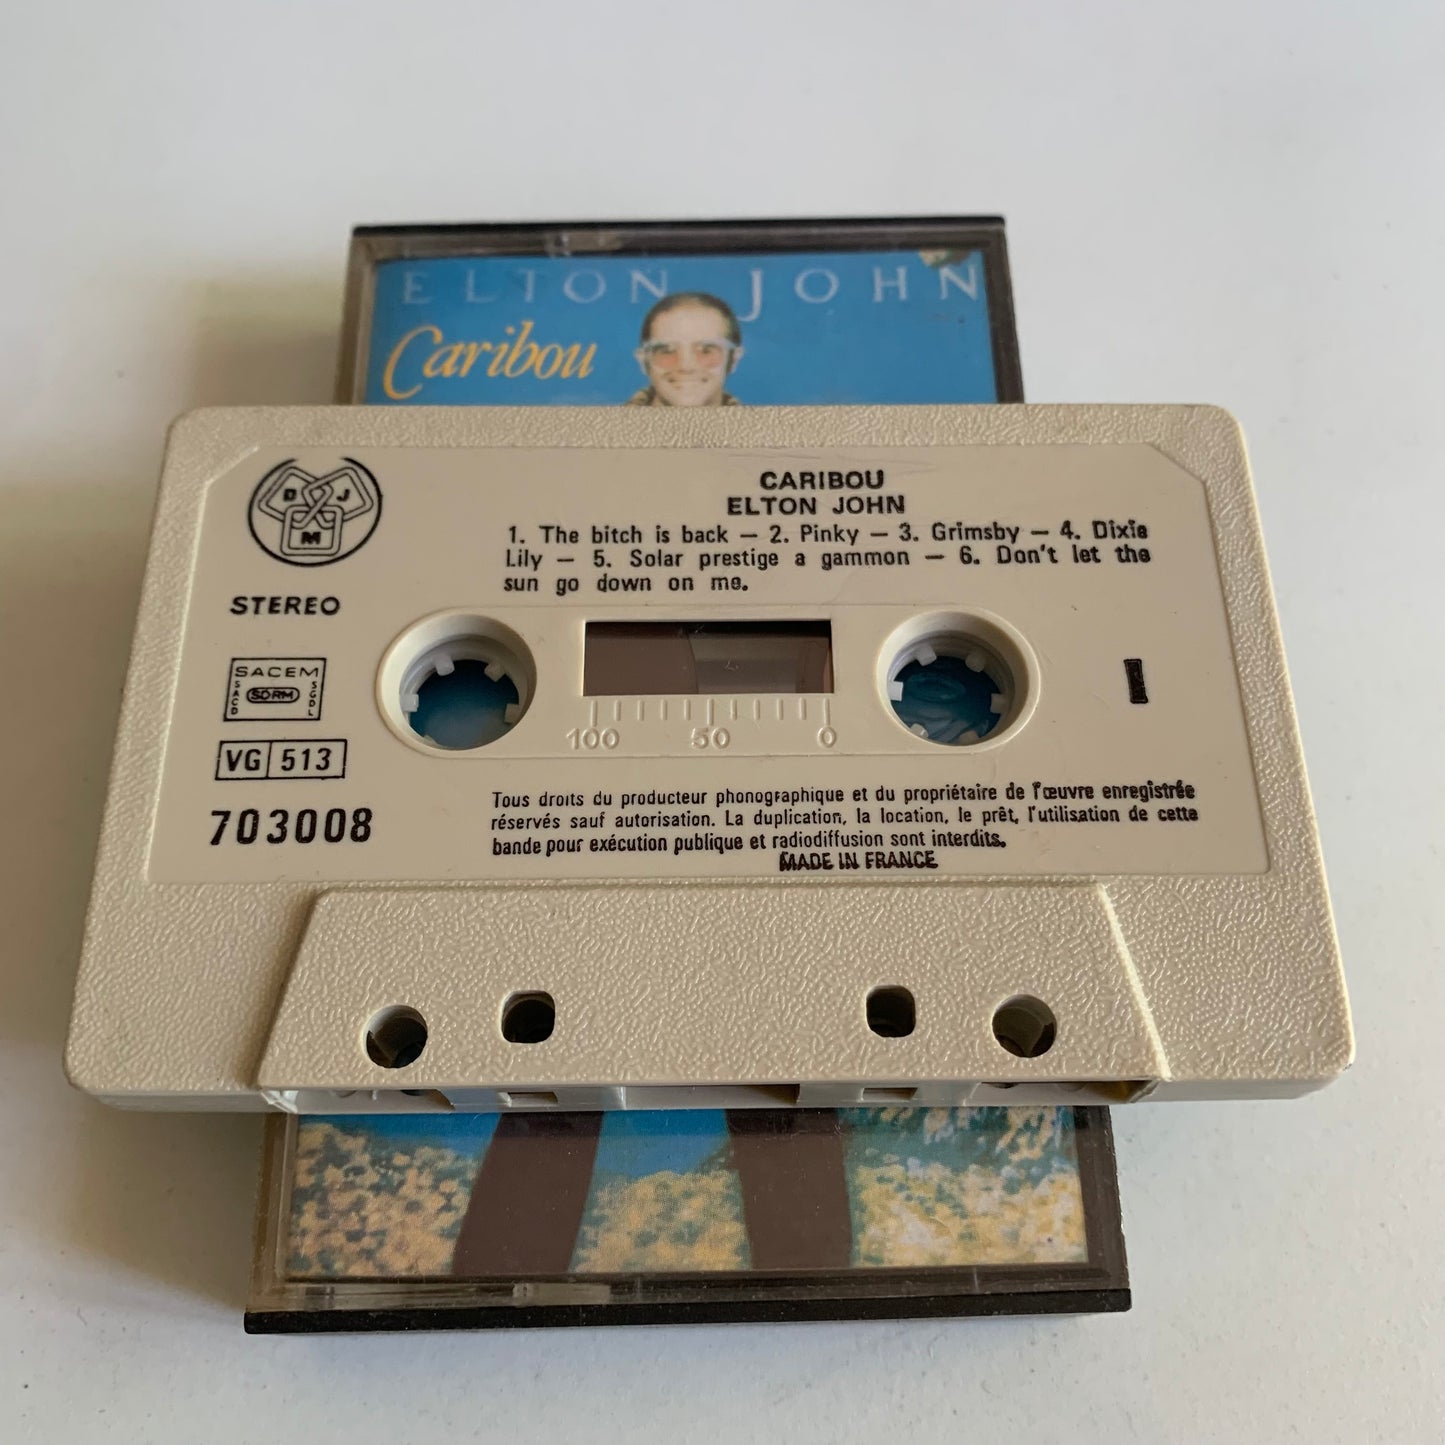 ELTON JOHN
Caribou
CARIBOU
ELTON JOHN
1. The bitch is back – 2. Pinky – 3. Grimsby – 4. Dixie
Lily – 5. Solar prestige a gammon – 6. Don't let the
sun go down on me.
D J
M
STEREO
SACEM
SACD SDRM SGDL
VG 513
703008
I
100 50 0
Tous droits du producteur phonographique et du propriétaire de l'œuvre enregistrée
réservés sauf autorisation. La duplication, la location, le prêt, l'utilisation de cette
bande pour exécution publique et radiodiffusion sont interdits.
MADE IN FRANCE